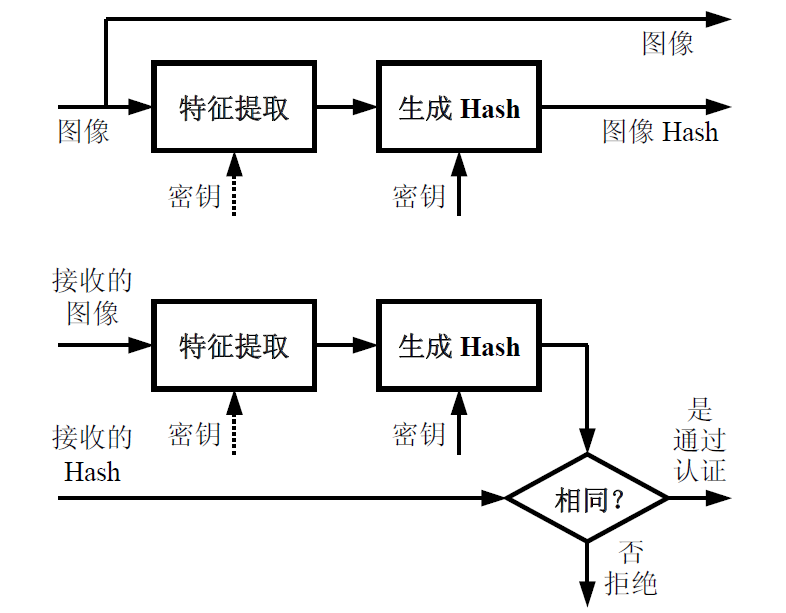 图像
特征提取
生成 Hash
图像
图像 Hash
密钥
密钥
接收的
图像
特征提取
生成 Hash
密钥
密钥
接收的
Hash
相同？
是
通过
认证
否
拒绝